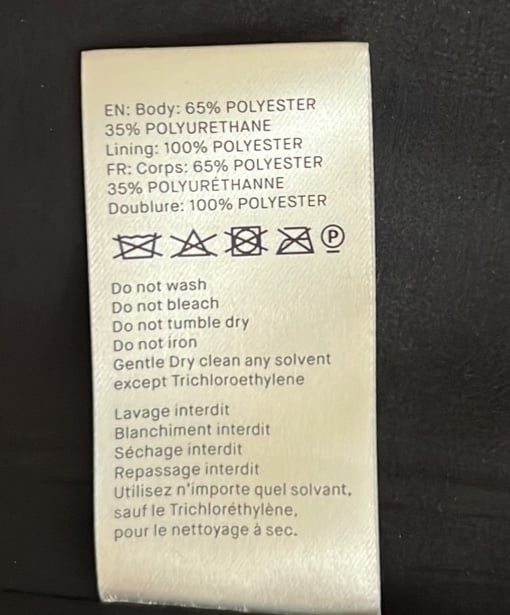 EN: Body: 65% POLYESTER
35% POLYURETHANE
Lining: 100% POLYESTER
FR: Corps: 65% POLYESTER
35% POLYURÉTHANNE
Doublure: 100% POLYESTER
P
Do not wash
Do not bleach
Do not tumble dry
Do not iron
Gentle Dry clean any solvent
except Trichloroethylene
Lavage interdit
Blanchiment interdit
Séchage interdit
Repassage interdit
Utilisez n'importe quel solvant,
sauf le Trichloréthylène,
pour le nettoyage à sec.